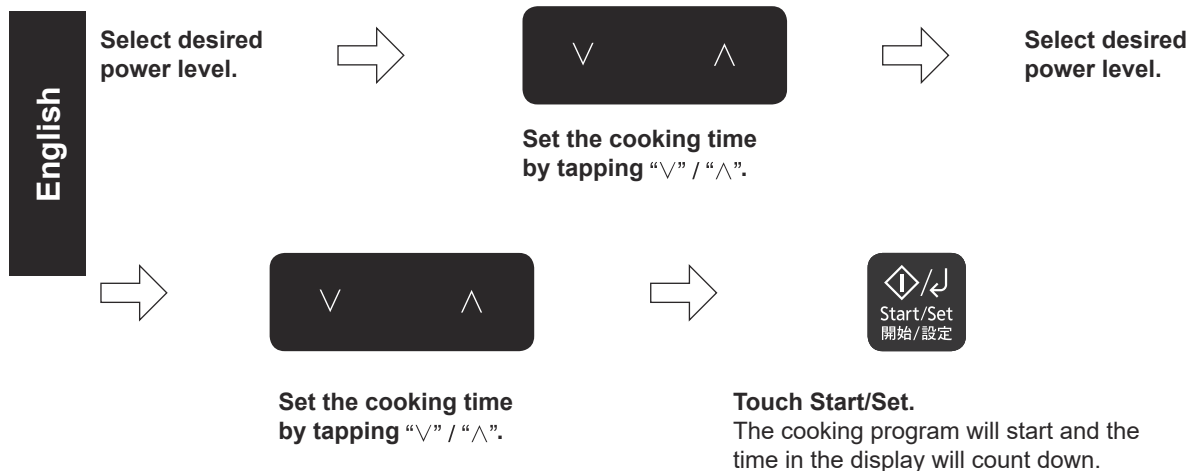 English
Select desired
power level.
∨ ∧
Set the cooking time
by tapping “∨” / “∧”.
Select desired
power level.
∨ ∧
Set the cooking time
by tapping “∨” / “∧”.
Start/Set
開始/設定
Touch Start/Set.
The cooking program will start and the
time in the display will count down.